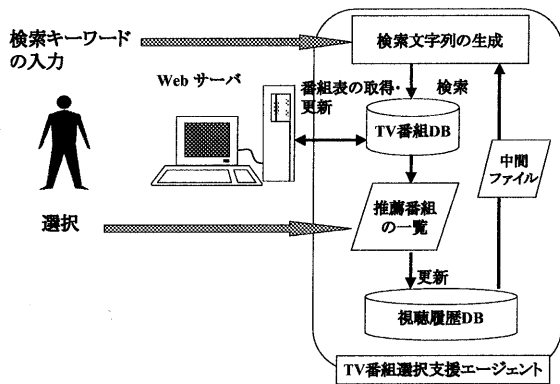 検索キーワード
の入力
検索文字列の生成
Web サーバ
番組表の取得・
更新
検索
TV番組DB
中間
ファイル
選択
推薦番組
の一覧
更新
視聴履歴DB
TV番組選択支援エージェント